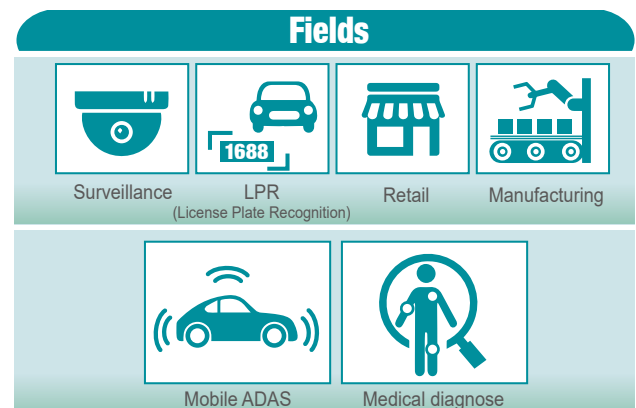 Fields
1688
Surveillance
LPR
(License Plate Recognition)
Retail
Manufacturing
Mobile ADAS
Medical diagnose